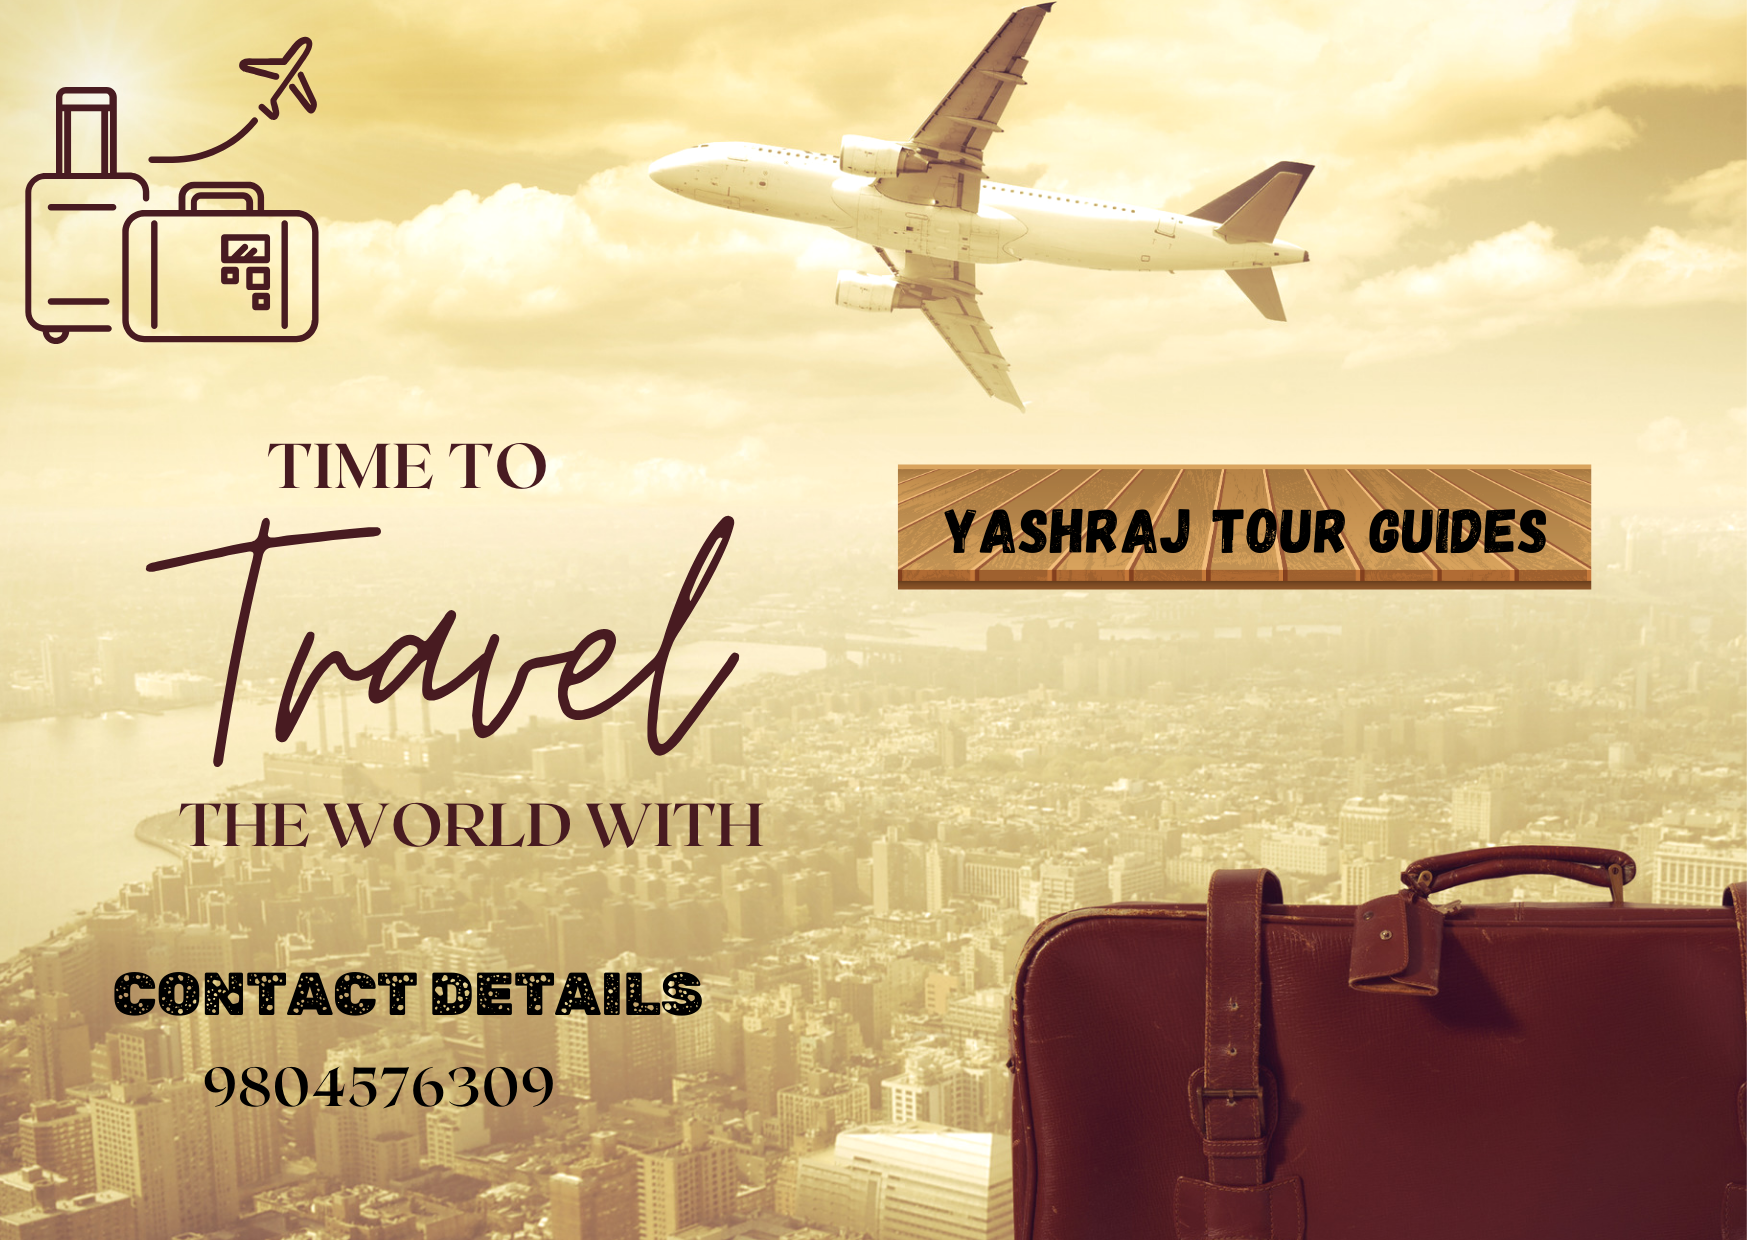 TIME TO
Travel
THE WORLD WITH
YASHRAJ TOUR GUIDES
CONTACT DETAILS
9804576309